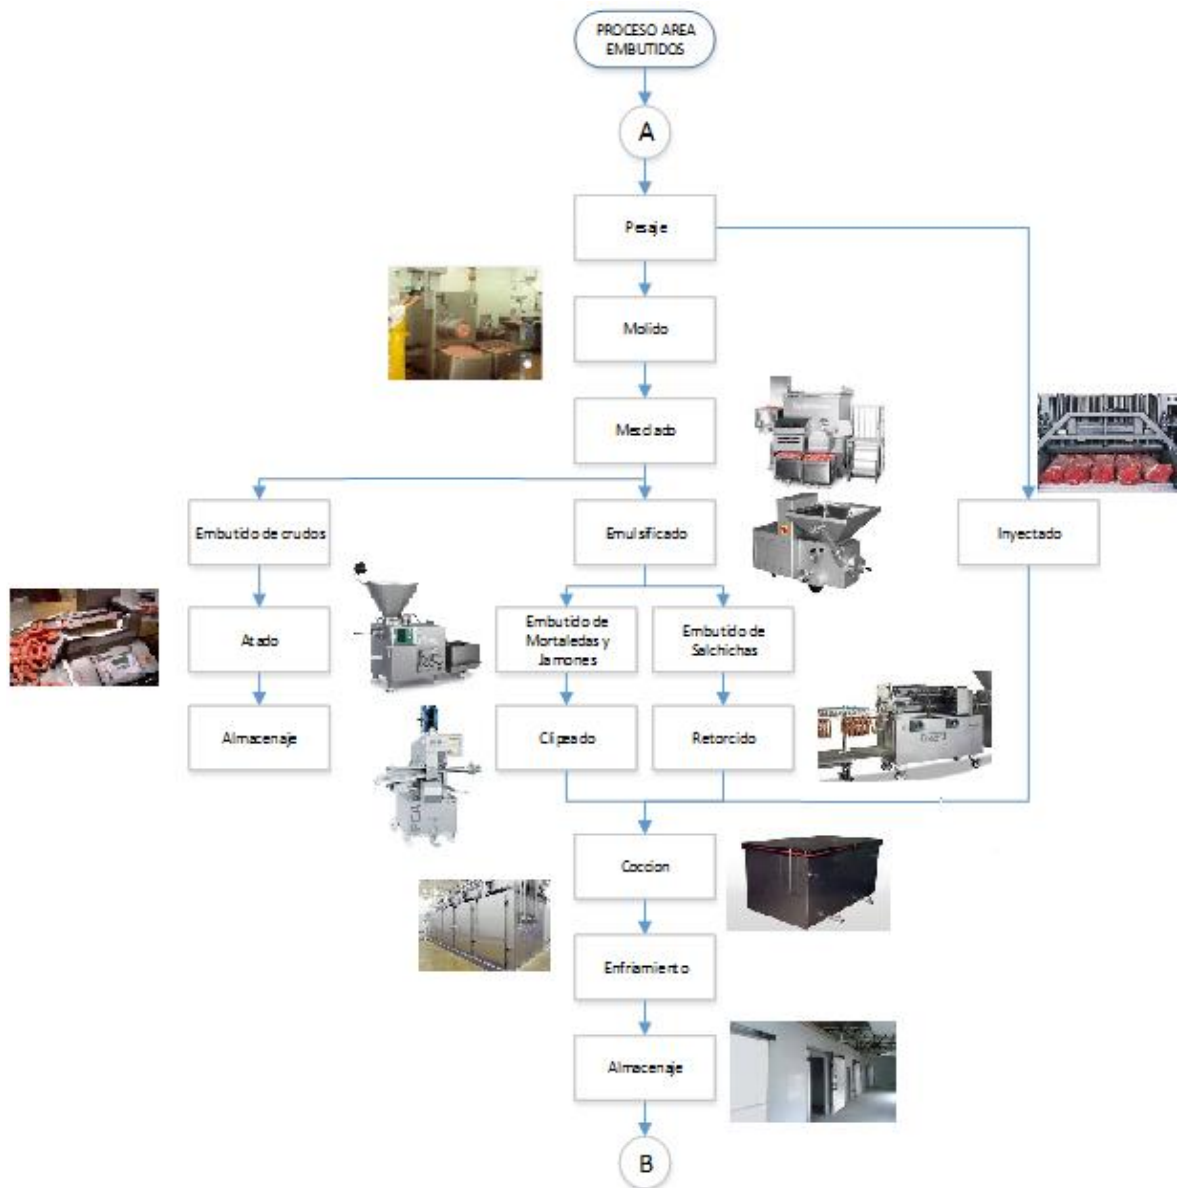 PROCESO AREA
EMBUTIDOS
A
Pesaje
Molido
Mezclado
Embutido de crudos
Emulsificado
Inyectado
Atado
Embutido de
Mortaledas y
Jamones
Embutido de
Salchichas
Almacenaje
Clipeado
Retorcido
Coccion
Enfriamiento
Almacenaje
B